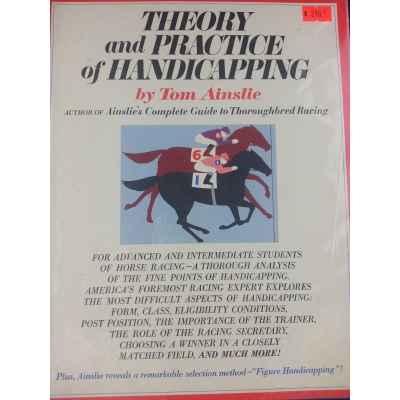 THEORY
and PRACTICE
of HANDICAPPING
by Tom Ainslie
AUTHOR OF Ainslie's Complete Guide to Thoroughbred Racing
6
1
FOR ADVANCED AND INTERMEDIATE STUDENTS
OF HORSE RACING—A THOROUGH ANALYSIS
OF THE FINE POINTS OF HANDICAPPING.
AMERICA'S FOREMOST RACING EXPERT EXPLORES
THE MOST DIFFICULT ASPECTS OF HANDICAPPING:
FORM, CLASS, ELIGIBILITY CONDITIONS,
POST POSITION, THE IMPORTANCE OF THE TRAINER,
THE ROLE OF THE RACING SECRETARY,
CHOOSING A WINNER IN A CLOSELY
MATCHED FIELD, AND MUCH MORE!
Plus, Ainslie reveals a remarkable selection method—"Figure Handicapping"!